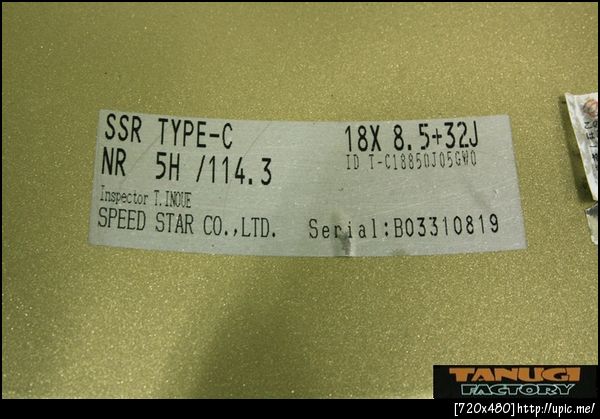 SSR TYPE-C 18X 8.5+32J
NR 5H /114.3 ID T-C18850J05GW0
Inspector T.INOUE
SPEED STAR CO.,LTD. Serial:B03310819
TANUGI
FACTORY
[720x480]http://upic.me/